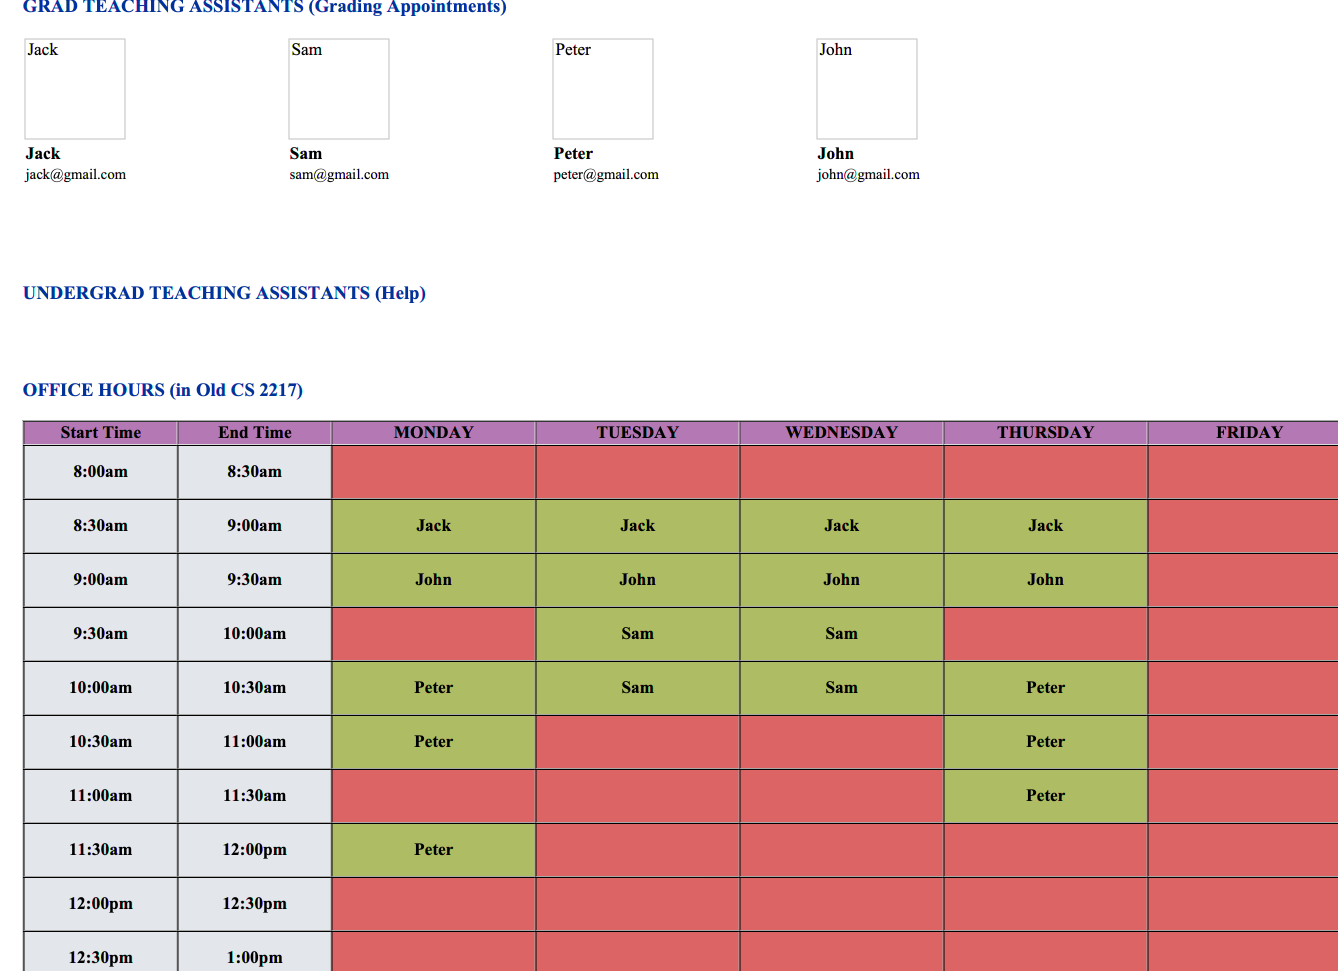 GRAD TEACHING ASSISTANTS (Grading Appointments)
Jack Sam Peter John
Jack Sam Peter John
jack@gmail.com sam@gmail.com peter@gmail.com john@gmail.com
UNDERGRAD TEACHING ASSISTANTS (Help)
OFFICE HOURS (in Old CS 2217)
Start Time End Time MONDAY TUESDAY WEDNESDAY THURSDAY FRIDAY
8:00am 8:30am
8:30am 9:00am Jack Jack Jack Jack
9:00am 9:30am John John John John
9:30am 10:00am Sam Sam
10:00am 10:30am Peter Sam Sam Peter
10:30am 11:00am Peter Peter
11:00am 11:30am Peter
11:30am 12:00pm Peter
12:00pm 12:30pm
12:30pm 1:00pm